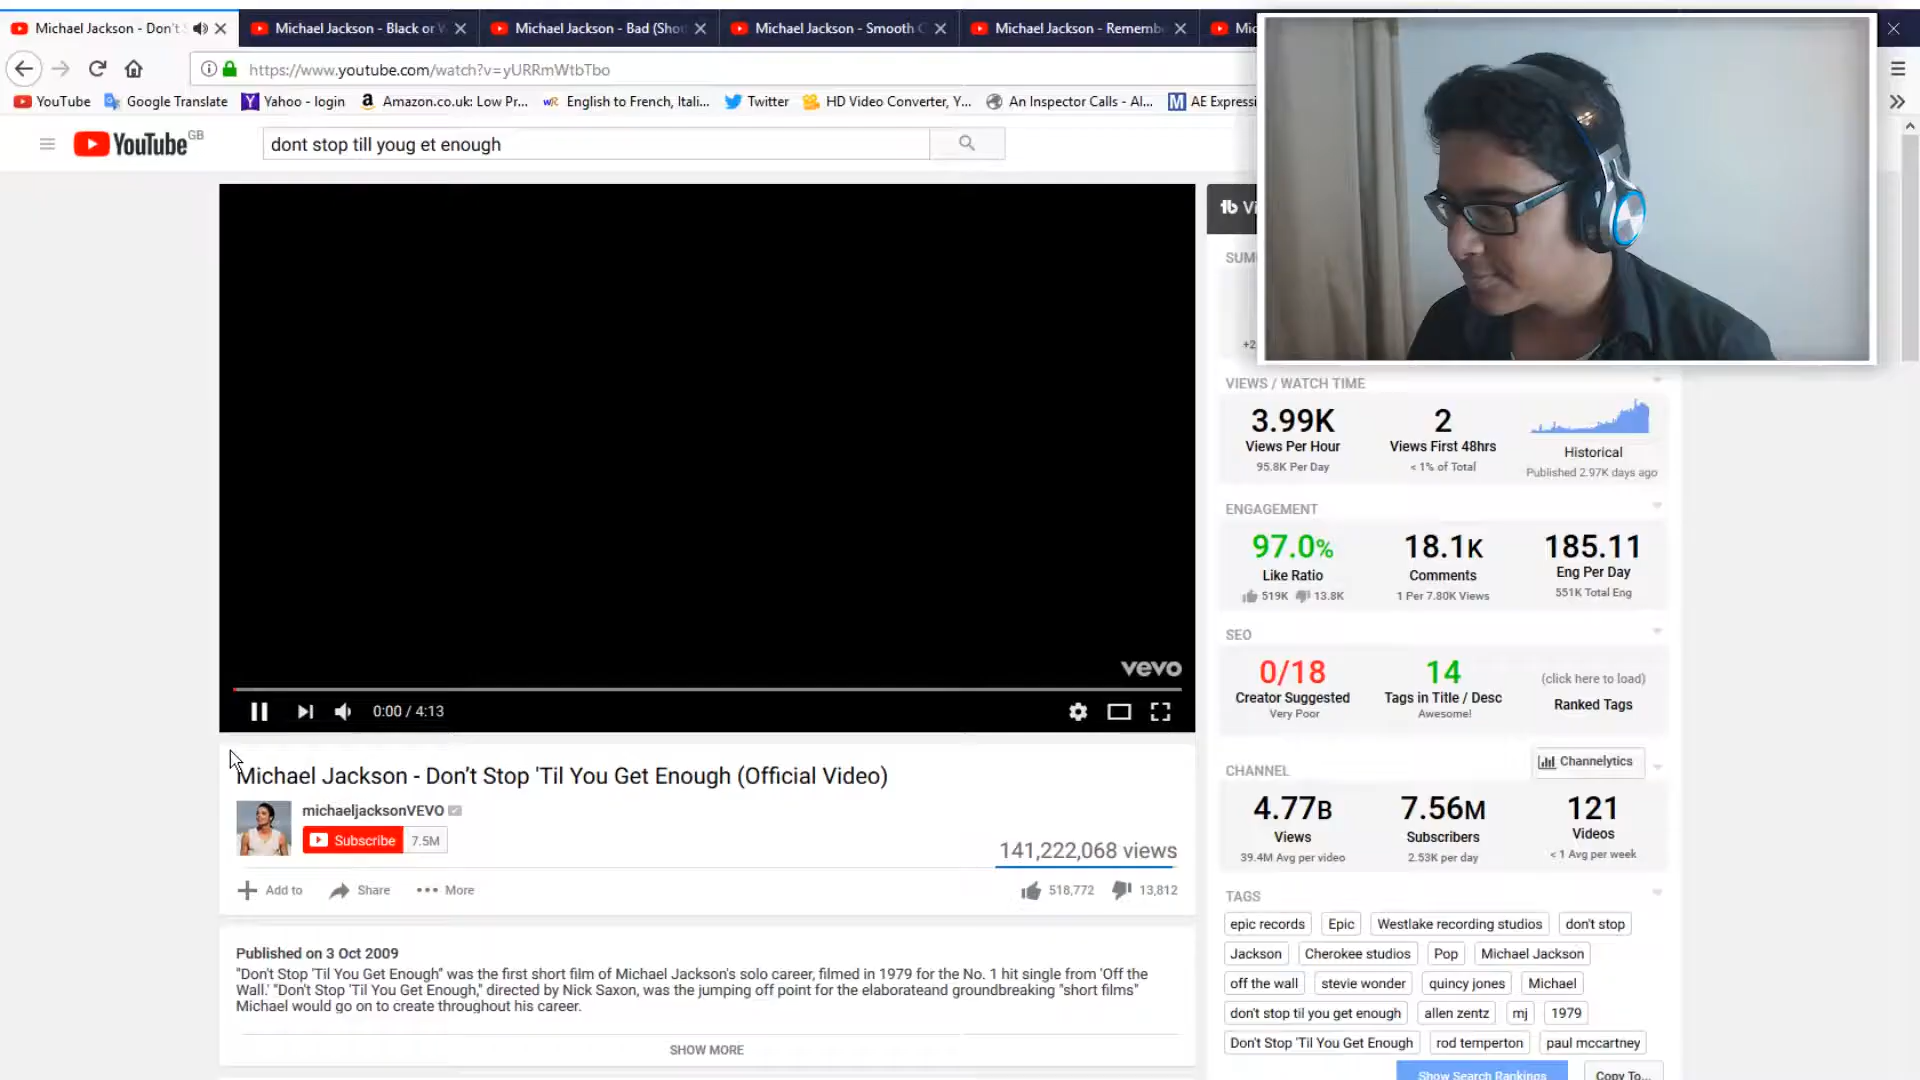 Michael Jackson - Don't S
Michael Jackson - Black or W
Michael Jackson - Bad (Shor
Michael Jackson - Smooth C
Michael Jackson - Rememb
Mic
https://www.youtube.com/watch?v=yURRmWtbTbo
YouTube
Google Translate
Yahoo - login
Amazon.co.uk: Low Pr...
English to French, Itali...
Twitter
HD Video Converter, Y...
An Inspector Calls - Al...
AE Expressi
YouTube GB
dont stop till youg et enough
Vi
SUM
+2
vevo
0:00 / 4:13
Michael Jackson - Don’t Stop 'Til You Get Enough (Official Video)
michaeljacksonVEVO
Subscribe 7.5M
141,222,068 views
Add to
Share
More
518,772
13,812
Published on 3 Oct 2009
"Don't Stop 'Til You Get Enough" was the first short film of Michael Jackson's solo career, filmed in 1979 for the No. 1 hit single from 'Off the
Wall.' "Don't Stop 'Til You Get Enough," directed by Nick Saxon, was the jumping off point for the elaborateand groundbreaking "short films"
Michael would go on to create throughout his career.
SHOW MORE
VIEWS / WATCH TIME
3.99K 2
Views Per Hour Views First 48hrs Historical
95.8K Per Day < 1% of Total Published 2.97K days ago
ENGAGEMENT
97.0% 18.1K 185.11
Like Ratio Comments Eng Per Day
519K 13.8K 1 Per 7.80K Views 551K Total Eng
SEO
0/18 14 (click here to load)
Creator Suggested Tags in Title / Desc Ranked Tags
Very Poor Awesome!
CHANNEL Channelytics
4.77B 7.56M 121
Views Subscribers Videos
39.4M Avg per video 2.53K per day < 1 Avg per week
TAGS
epic records Epic Westlake recording studios don't stop
Jackson Cherokee studios Pop Michael Jackson
off the wall stevie wonder quincy jones Michael
don't stop til you get enough allen zentz mj 1979
Don't Stop 'Til You Get Enough rod temperton paul mccartney
Show Search Rankings Copy To...